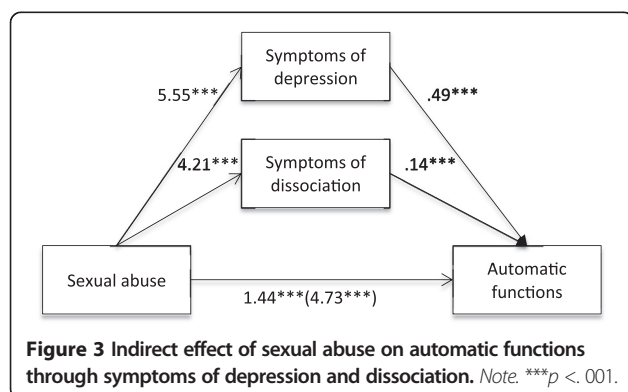 Symptoms of
depression
5.55***
.49***
4.21***
Symptoms of
dissociation
.14***
Sexual abuse
Automatic
functions
1.44***(4.73***)
Figure 3 Indirect effect of sexual abuse on automatic functions
through symptoms of depression and dissociation. Note. ***p <. 001.